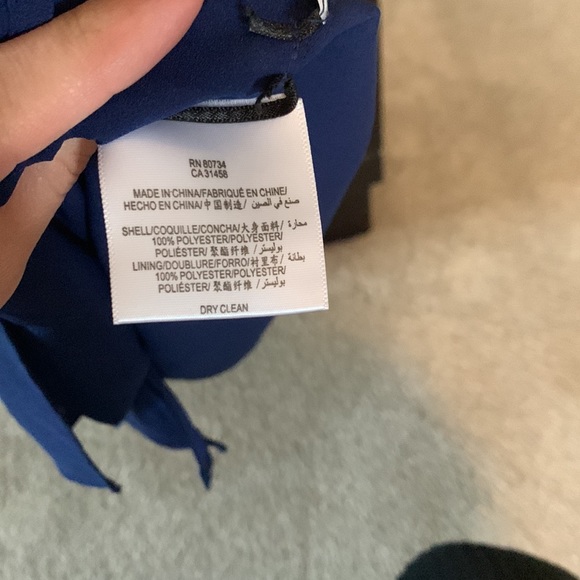 RN 80734
CA 31458
MADE IN CHINA/FABRIQUÉ EN CHINE/
HECHO EN CHINA/中国制造/ صنع في الصين/
SHELL/COQUILLE/CONCHA/大身面料/ محارة/
100% POLYESTER/POLYESTER/
POLIÉSTER/聚酯纤维/ بوليستر/
LINING/DOUBLURE/FORRO/衬里布/ بطانة/
100% POLYESTER/POLYESTER/
POLIÉSTER/聚酯纤维/ بوليستر/
DRY CLEAN